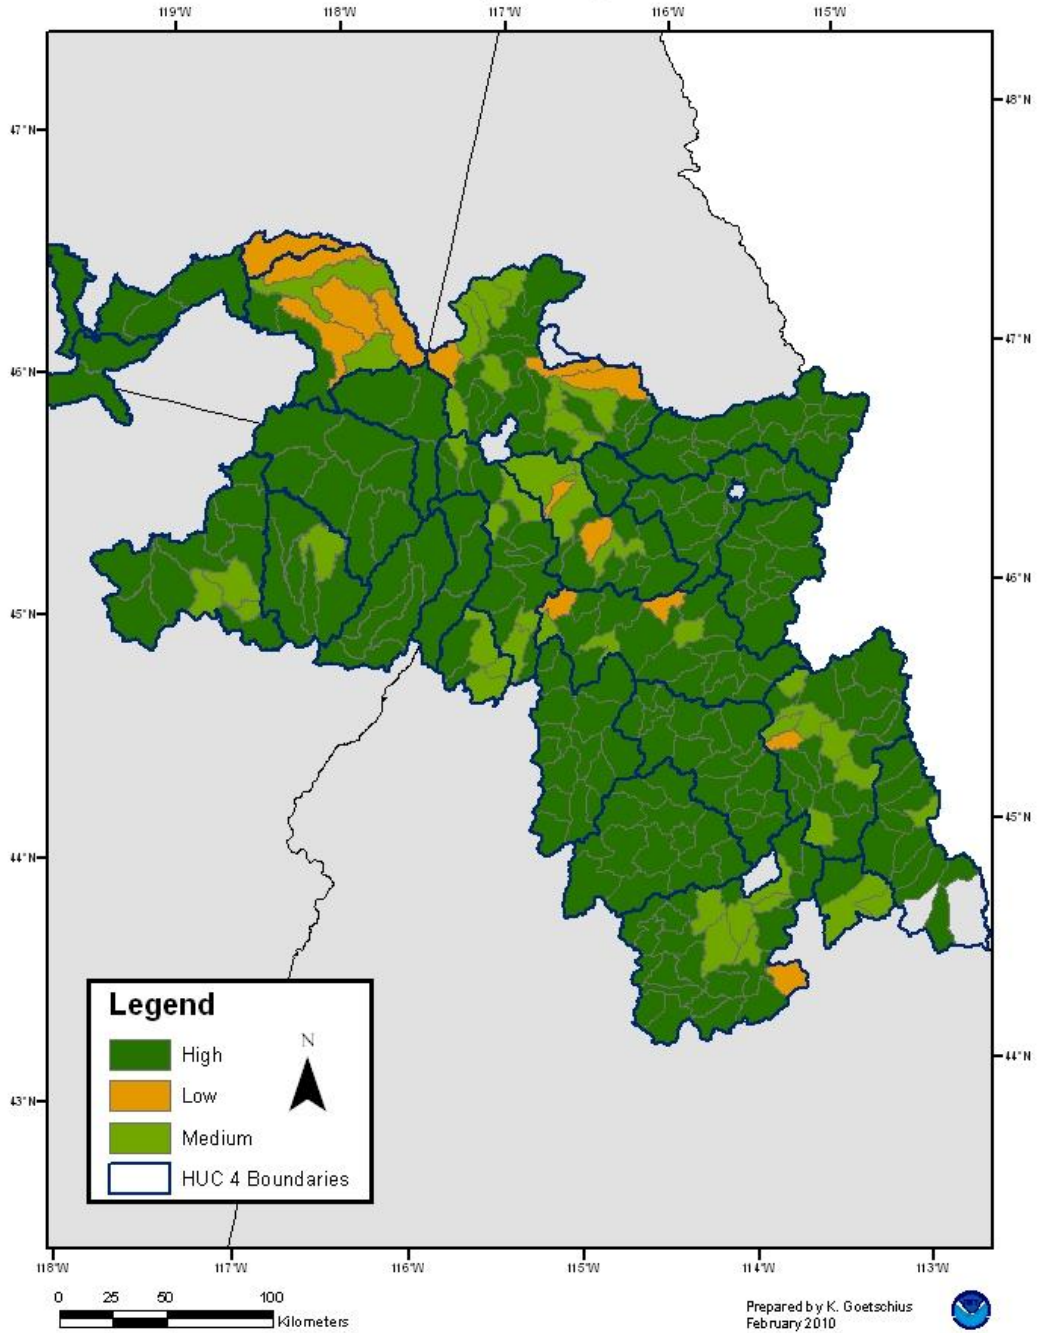 119°W 118°W 117°W 116°W 115°W
48°N
47°N
47°N
46°N
46°N
45°N
45°N
44°N
44°N
43°N
Legend
High
Low
Medium
HUC 4 Boundaries
N
118°W 117°W 116°W 115°W 114°W 113°W
0 25 50 100
Kilometers
Prepared by K. Goetschius
February 2010